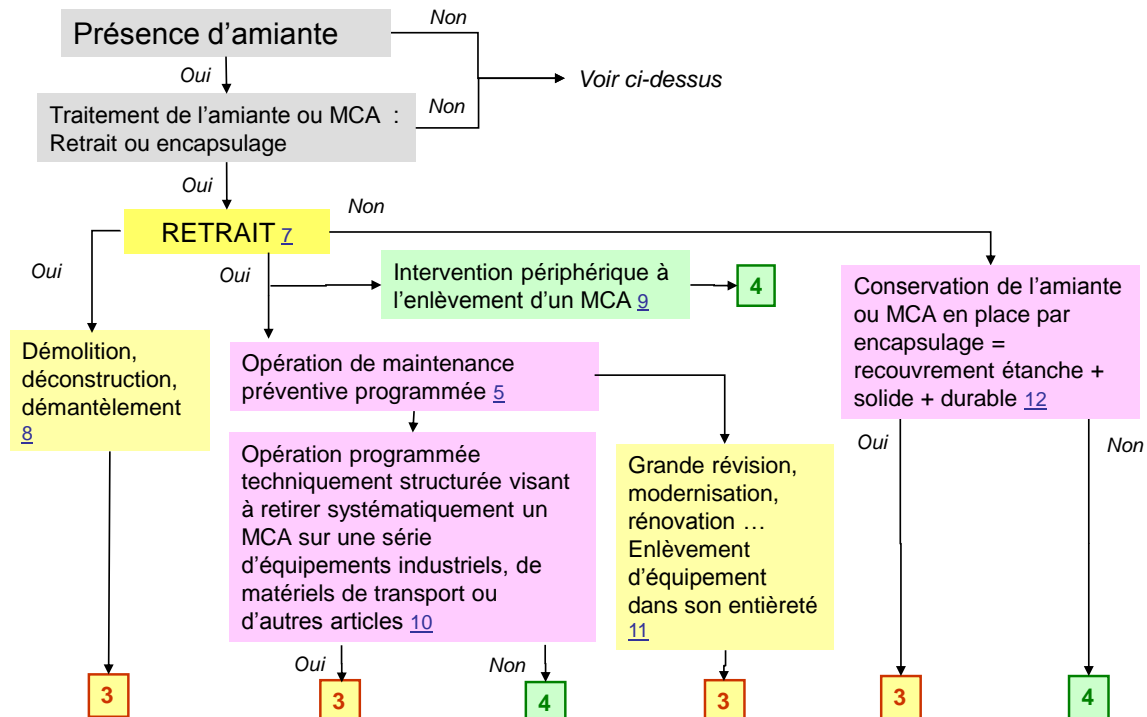 Présence d’amiante
Non
Oui
Voir ci-dessus
Traitement de l’amiante ou MCA :
Retrait ou encapsulage
Non
Oui
Non
RETRAIT 7
Oui
Oui
Intervention périphérique à
l’enlèvement d’un MCA 9
4
Conservation de l’amiante
ou MCA en place par
encapsulage =
recouvrement étanche +
solide + durable 12
Démolition,
déconstruction,
démantèlement
8
Opération de maintenance
préventive programmée 5
Opération programmée
techniquement structurée visant
à retirer systématiquement un
MCA sur une série
d’équipements industriels, de
matériels de transport ou
d’autres articles 10
Grande révision,
modernisation,
rénovation …
Enlèvement
d’équipement
dans son entièreté
11
Oui
Non
Oui
Non
3
3
4
3
3
4